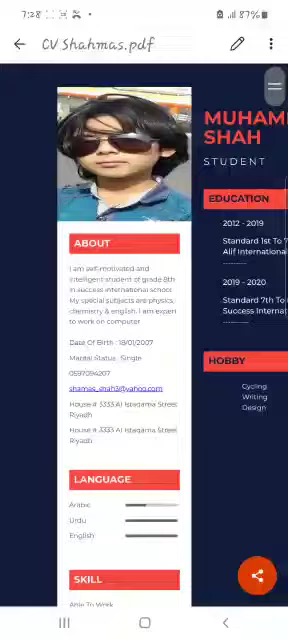 7:28
87%
CV Shahmas.pdf
MUHAM
SHAH
STUDENT
ABOUT
I am self-motivated and
intelligent student of grade 8th
in success international school.
My special subjects are physics,
chemistry & english. I am expert
to work on computer
Date Of Birth : 18/01/2007
Marital Status : Single
0597094207
shamas_shah3@yahoo.com
House # 3333 Al Istaqama Street
Riyadh
House # 3333 Al Istaqama Street
Riyadh
LANGUAGE
Arabic
Urdu
English
SKILL
Able To Work
EDUCATION
2012 - 2019
Standard 1st To 7
Alif International
----------
2019 - 2020
Standard 7th To
Success Internat
----------
HOBBY
Cycling
Writing
Design